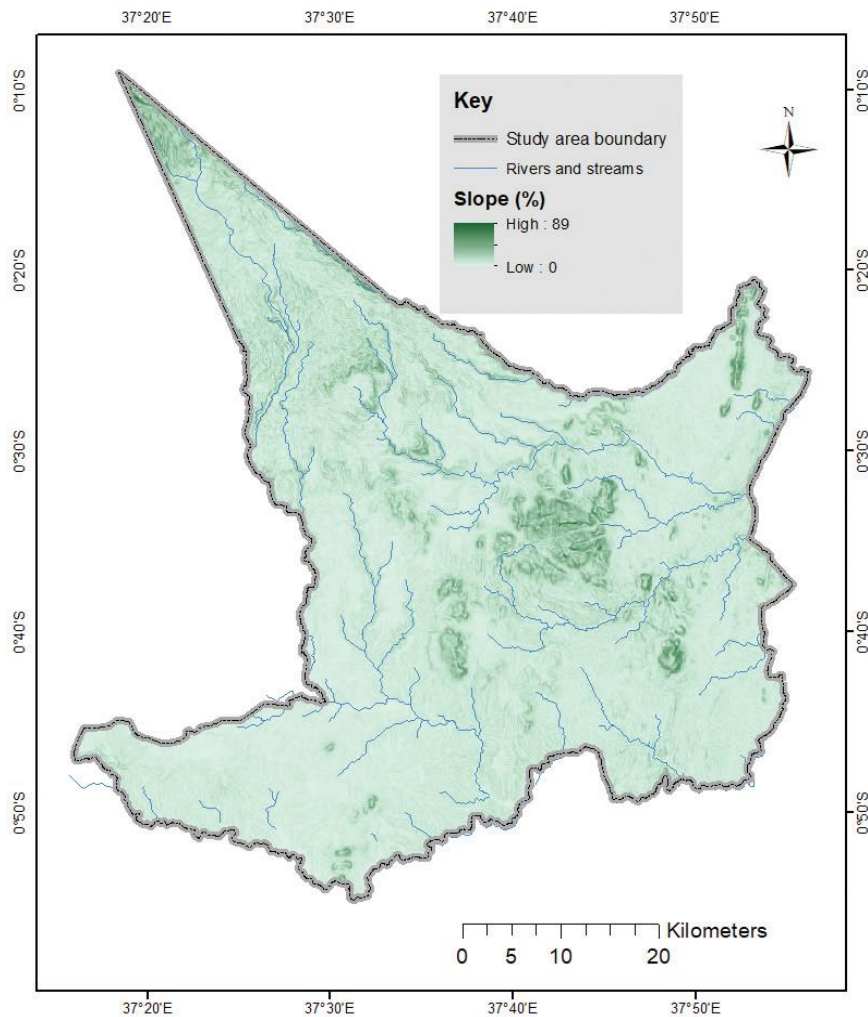 37°20'E 37°30'E 37°40'E 37°50'E
0°10'S 0°10'S
Key
N
Study area boundary
Rivers and streams
Slope (%)
High : 89
Low : 0
0°20'S 0°20'S
0°30'S 0°30'S
0°40'S 0°40'S
0°50'S 0°50'S
Kilometers
0 5 10 20
37°20'E 37°30'E 37°40'E 37°50'E